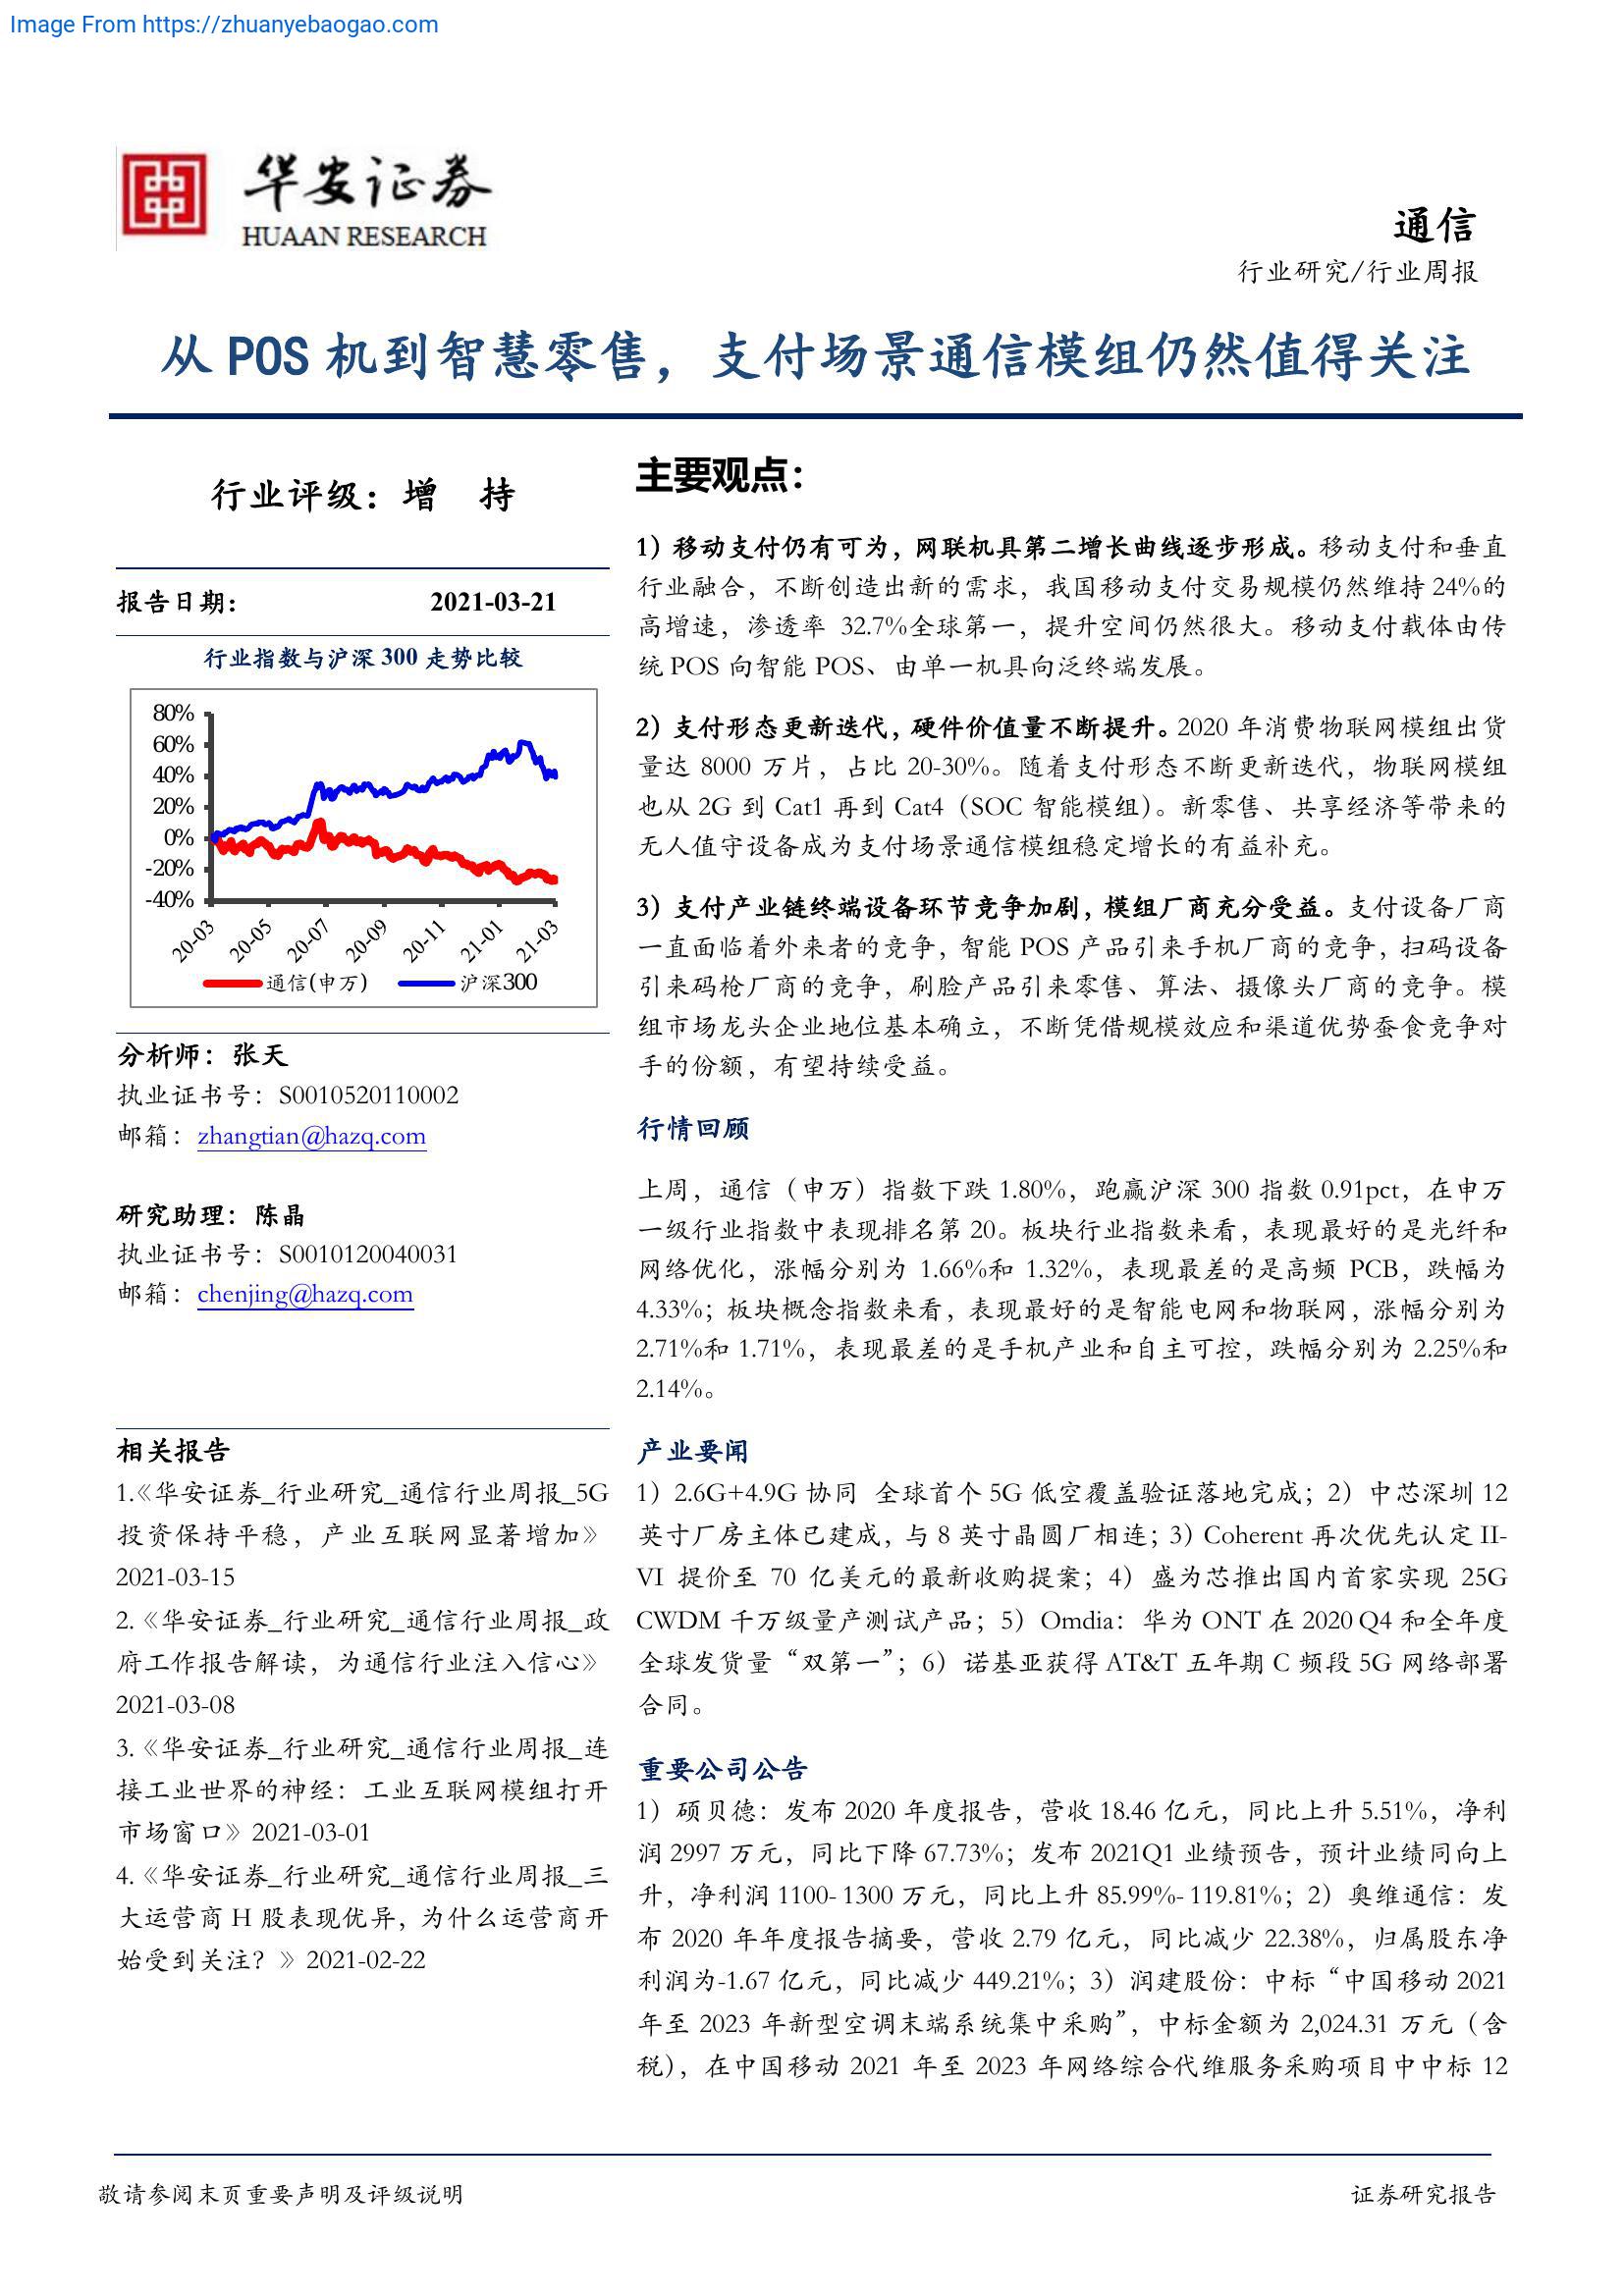 Image From https://zhuanyebaogao.com
华安证券
HUAAN RESEARCH
通信
行业研究/行业周报
从 POS 机到智慧零售，支付场景通信模组仍然值得关注
行业评级：增 持
报告日期： 2021-03-21
行业指数与沪深 300 走势比较
80%
60%
40%
20%
0%
-20%
-40%
20-03
20-05
20-07
20-09
20-11
21-01
21-03
通信(申万) 沪深300
分析师：张天
执业证书号：S0010520110002
邮箱：zhangtian@hazq.com
研究助理：陈晶
执业证书号：S0010120040031
邮箱：chenjing@hazq.com
相关报告
1.《华安证券_行业研究_通信行业周报_5G
投资保持平稳，产业互联网显著增加》
2021-03-15
2.《华安证券_行业研究_通信行业周报_政
府工作报告解读，为通信行业注入信心》
2021-03-08
3.《华安证券_行业研究_通信行业周报_连
接工业世界的神经：工业互联网模组打开
市场窗口》2021-03-01
4.《华安证券_行业研究_通信行业周报_三
大运营商 H 股表现优异，为什么运营商开
始受到关注？》2021-02-22
主要观点：
1）移动支付仍有可为，网联机具第二增长曲线逐步形成。移动支付和垂直
行业融合，不断创造出新的需求，我国移动支付交易规模仍然维持 24%的
高增速，渗透率 32.7%全球第一，提升空间仍然很大。移动支付载体由传
统 POS 向智能 POS、由单一机具向泛终端发展。
2）支付形态更新迭代，硬件价值量不断提升。2020 年消费物联网模组出货
量达 8000 万片，占比 20-30%。随着支付形态不断更新迭代，物联网模组
也从 2G 到 Cat1 再到 Cat4（SOC 智能模组）。新零售、共享经济等带来的
无人值守设备成为支付场景通信模组稳定增长的有益补充。
3）支付产业链终端设备环节竞争加剧，模组厂商充分受益。支付设备厂商
一直面临着外来者的竞争，智能 POS 产品引来手机厂商的竞争，扫码设备
引来码枪厂商的竞争，刷脸产品引来零售、算法、摄像头厂商的竞争。模
组市场龙头企业地位基本确立，不断凭借规模效应和渠道优势蚕食竞争对
手的份额，有望持续受益。
行情回顾
上周，通信（申万）指数下跌 1.80%，跑赢沪深 300 指数 0.91pct，在申万
一级行业指数中表现排名第 20。板块行业指数来看，表现最好的是光纤和
网络优化，涨幅分别为 1.66%和 1.32%，表现最差的是高频 PCB，跌幅为
4.33%；板块概念指数来看，表现最好的是智能电网和物联网，涨幅分别为
2.71%和 1.71%，表现最差的是手机产业和自主可控，跌幅分别为 2.25%和
2.14%。
产业要闻
1）2.6G+4.9G 协同 全球首个 5G 低空覆盖验证落地完成；2）中芯深圳 12
英寸厂房主体已建成，与 8 英寸晶圆厂相连；3）Coherent 再次优先认定 II-
VI 提价至 70 亿美元的最新收购提案；4）盛为芯推出国内首家实现 25G
CWDM 千万级量产测试产品；5）Omdia：华为 ONT 在 2020 Q4 和全年度
全球发货量“双第一”；6）诺基亚获得 AT&T 五年期 C 频段 5G 网络部署
合同。
重要公司公告
1）硕贝德：发布 2020 年度报告，营收 18.46 亿元，同比上升 5.51%，净利
润 2997 万元，同比下降 67.73%；发布 2021Q1 业绩预告，预计业绩同向上
升，净利润 1100- 1300 万元，同比上升 85.99%- 119.81%；2）奥维通信：发
布 2020 年年度报告摘要，营收 2.79 亿元，同比减少 22.38%，归属股东净
利润为-1.67 亿元，同比减少 449.21%；3）润建股份：中标“中国移动 2021
年至 2023 年新型空调末端系统集中采购”，中标金额为 2,024.31 万元（含
税），在中国移动 2021 年至 2023 年网络综合代维服务采购项目中中标 12
敬请参阅末页重要声明及评级说明 证券研究报告